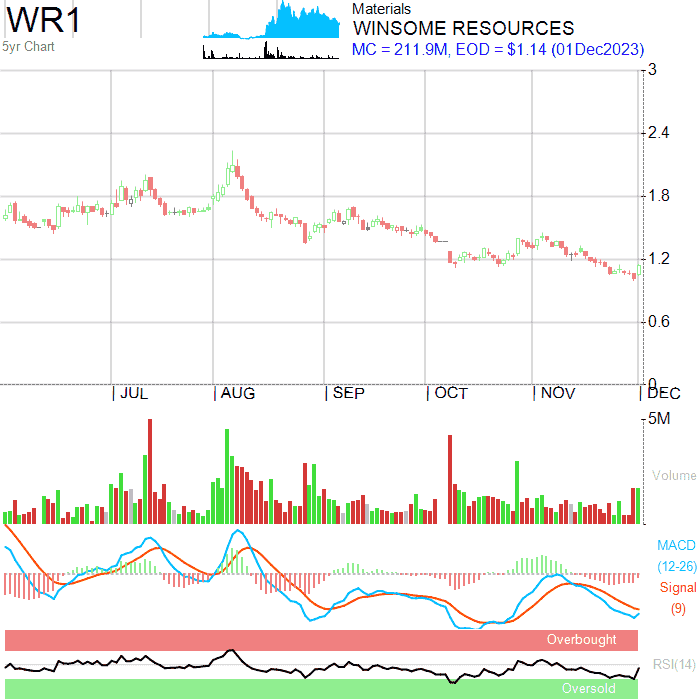 WR1
5yr Chart
Materials
WINSOME RESOURCES
MC = 211.9M, EOD = $1.14 (01Dec2023)
3
2.4
1.8
1.2
0.6
0
JUL AUG SEP OCT NOV DEC
5M
Volume
MACD
(12-26)
Signal
(9)
Overbought
RSI(14)
Oversold